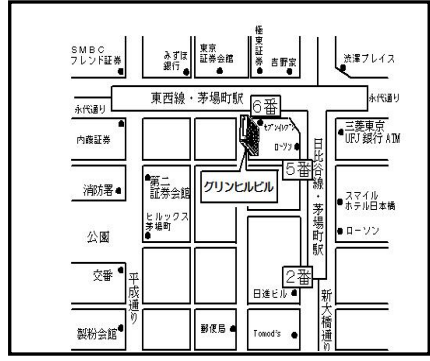 SMBC
フレンド証券
みずほ
銀行
東京
証券会館
極東証券
吉野家
渋澤プレイス
永代通り
東西線・茅場町駅
永代通り
6番
内藤証券
セブンイレブン
ローソン
三菱東京
UFJ銀行ATM
5番
日比谷線・茅場町駅
消防署
第二
証券会館
グリンヒルビル
スマイル
ホテル日本橋
ヒルックス
茅場町
ローソン
公園
交番
平成通り
2番
日進ビル
新大橋通り
製粉会館
郵便局
Tomod's